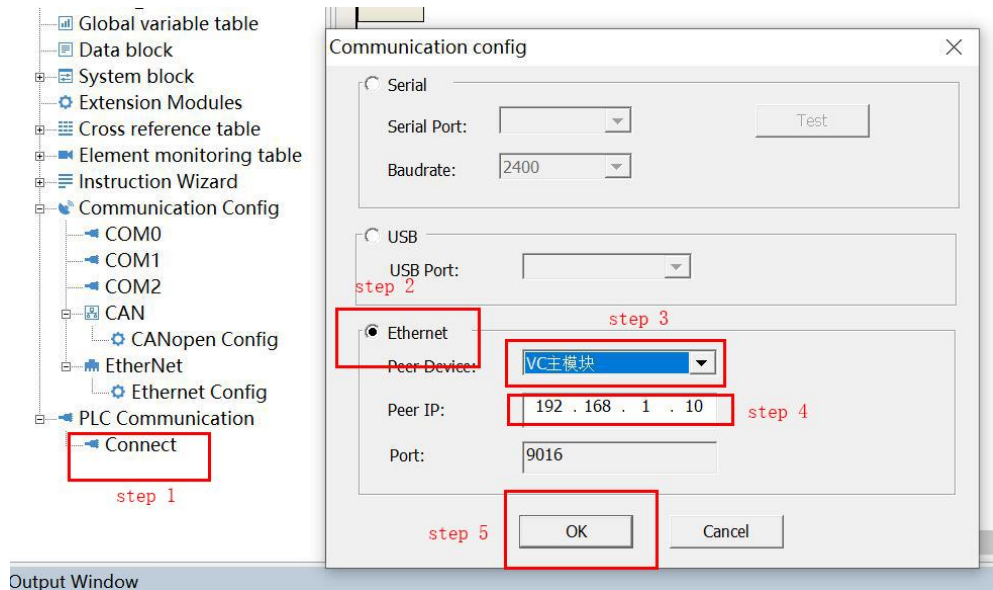 Global variable table
Data block
System block
Extension Modules
Cross reference table
Element monitoring table
Instruction Wizard
Communication Config
COM0
COM1
COM2
CAN
CANopen Config
EtherNet
Ethernet Config
PLC Communication
Connect
step 1
Output Window
Communication config
Serial
Serial Port:
Test
Baudrate:
2400
USB
USB Port:
step 2
step 3
Ethernet
Peer Device:
VC主模块
Peer IP:
192 . 168 . 1 . 10
step 4
Port:
9016
step 5
OK
Cancel